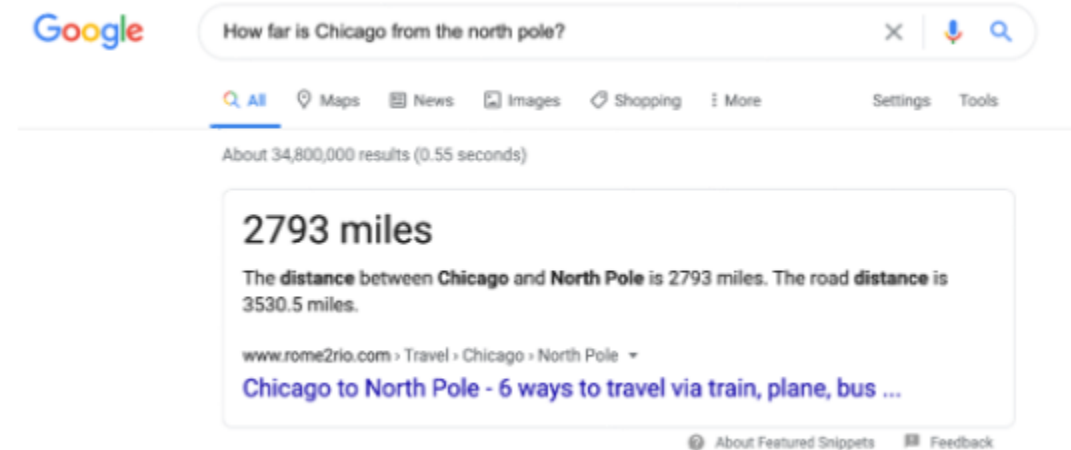 Google How far is Chicago from the north pole?
All Maps News Images Shopping More Settings Tools
About 34,800,000 results (0.55 seconds)
2793 miles
The distance between Chicago and North Pole is 2793 miles. The road distance is
3530.5 miles.
www.rome2rio.com › Travel › Chicago › North Pole
Chicago to North Pole - 6 ways to travel via train, plane, bus ...
About Featured Snippets Feedback